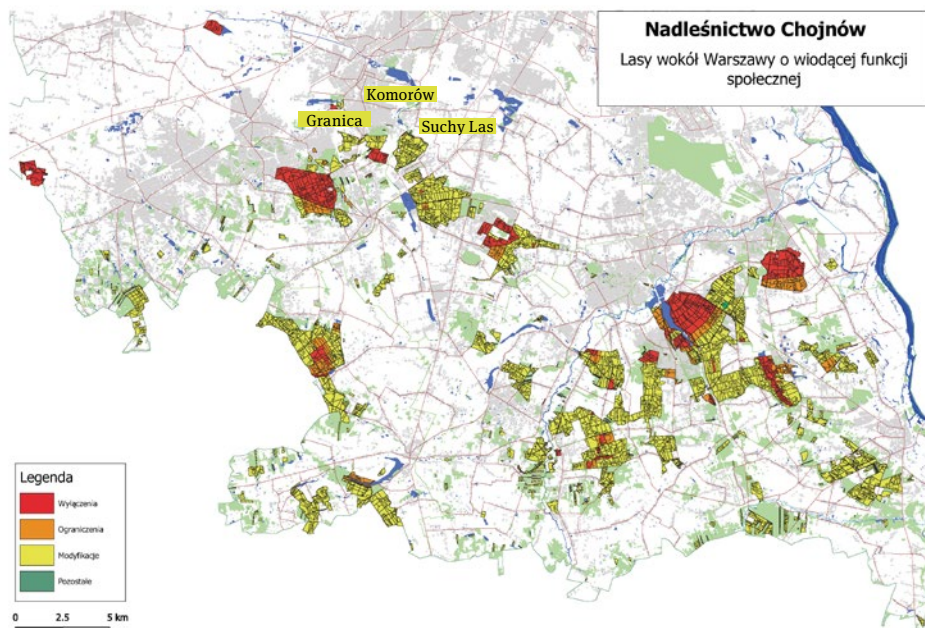 Nadleśnictwo Chojnów
Lasy wokół Warszawy o wiodącej funkcji
społecznej
Komorów
Granica
Suchy Las
Legenda
Wyłączenia
Ograniczenia
Modyfikacje
Pozostałe
0 2.5 5 km